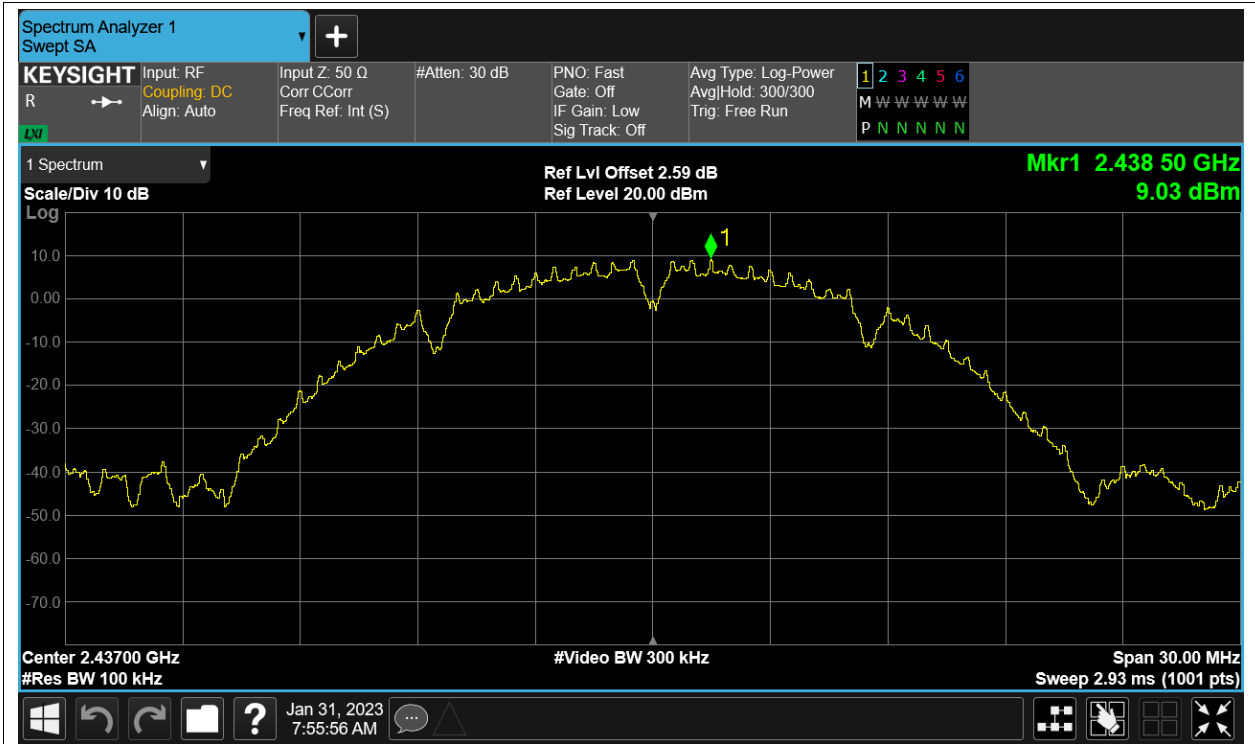 Spectrum Analyzer 1
Swept SA
KEYSIGHT
R
LXI
Input: RF
Coupling: DC
Align: Auto
Input Z: 50 Ω
Corr CCorr
Freq Ref: Int (S)
#Atten: 30 dB
PNO: Fast
Gate: Off
IF Gain: Low
Sig Track: Off
Avg Type: Log-Power
Avg|Hold: 300/300
Trig: Free Run
1 2 3 4 5 6
M W W W W W
P N N N N N
1 Spectrum
Scale/Div 10 dB
Log
Ref Lvl Offset 2.59 dB
Ref Level 20.00 dBm
Mkr1 2.438 50 GHz
9.03 dBm
1
10.0
0.00
-10.0
-20.0
-30.0
-40.0
-50.0
-60.0
-70.0
Center 2.43700 GHz
#Res BW 100 kHz
#Video BW 300 kHz
Span 30.00 MHz
Sweep 2.93 ms (1001 pts)
?
Jan 31, 2023
7:55:56 AM